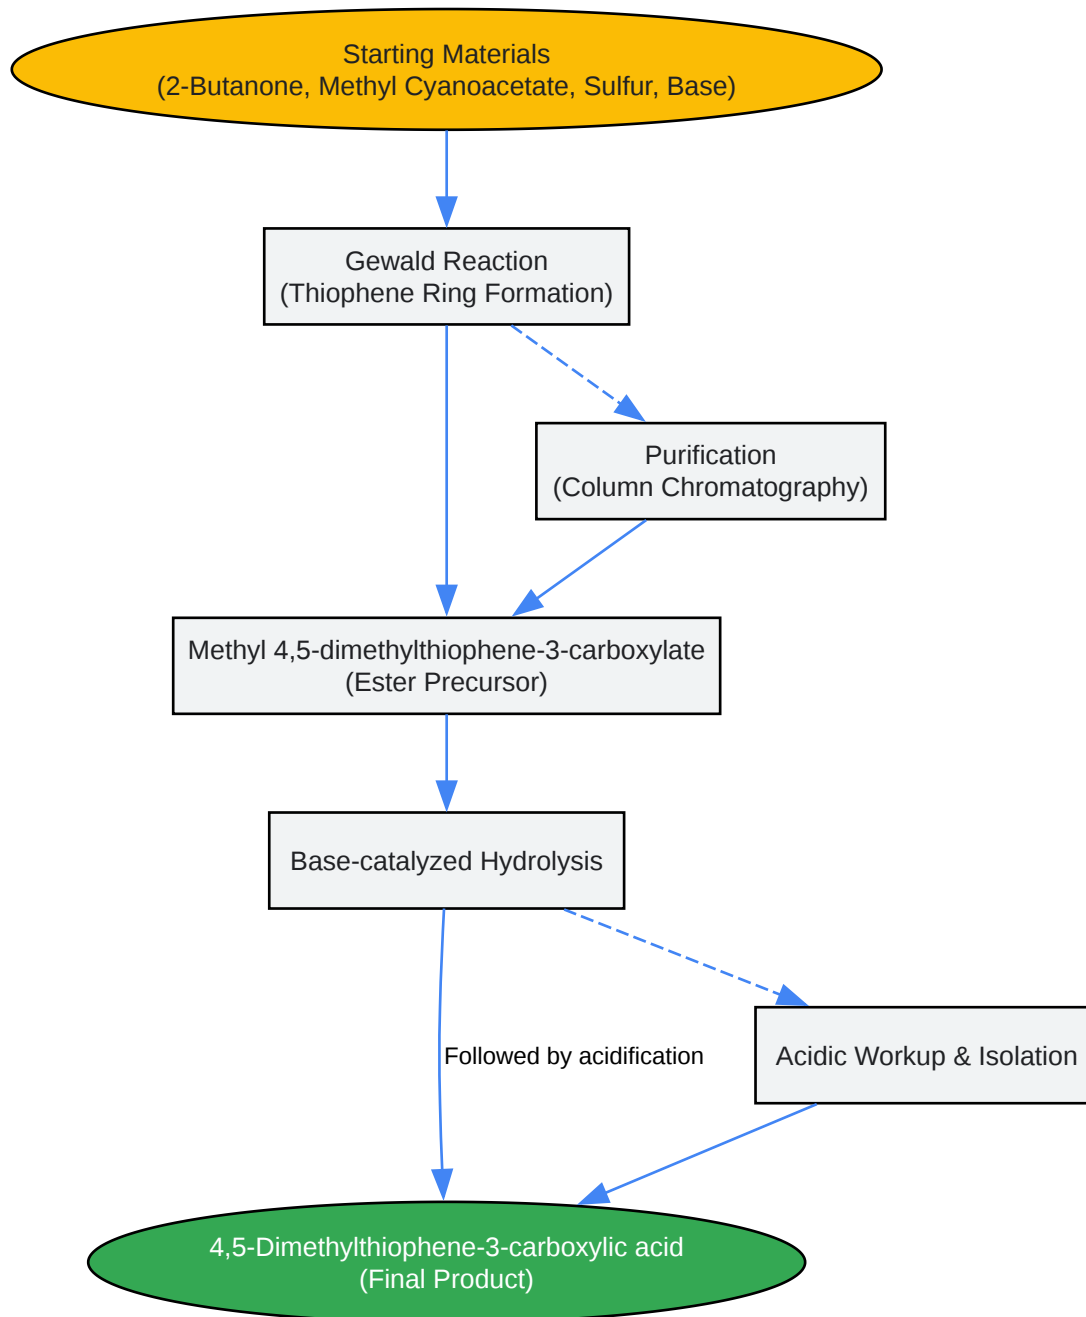 Starting Materials
(2-Butanone, Methyl Cyanoacetate, Sulfur, Base)
Gewald Reaction
(Thiophene Ring Formation)
Purification
(Column Chromatography)
Methyl 4,5-dimethylthiophene-3-carboxylate
(Ester Precursor)
Base-catalyzed Hydrolysis
Followed by acidification
Acidic Workup & Isolation
4,5-Dimethylthiophene-3-carboxylic acid
(Final Product)